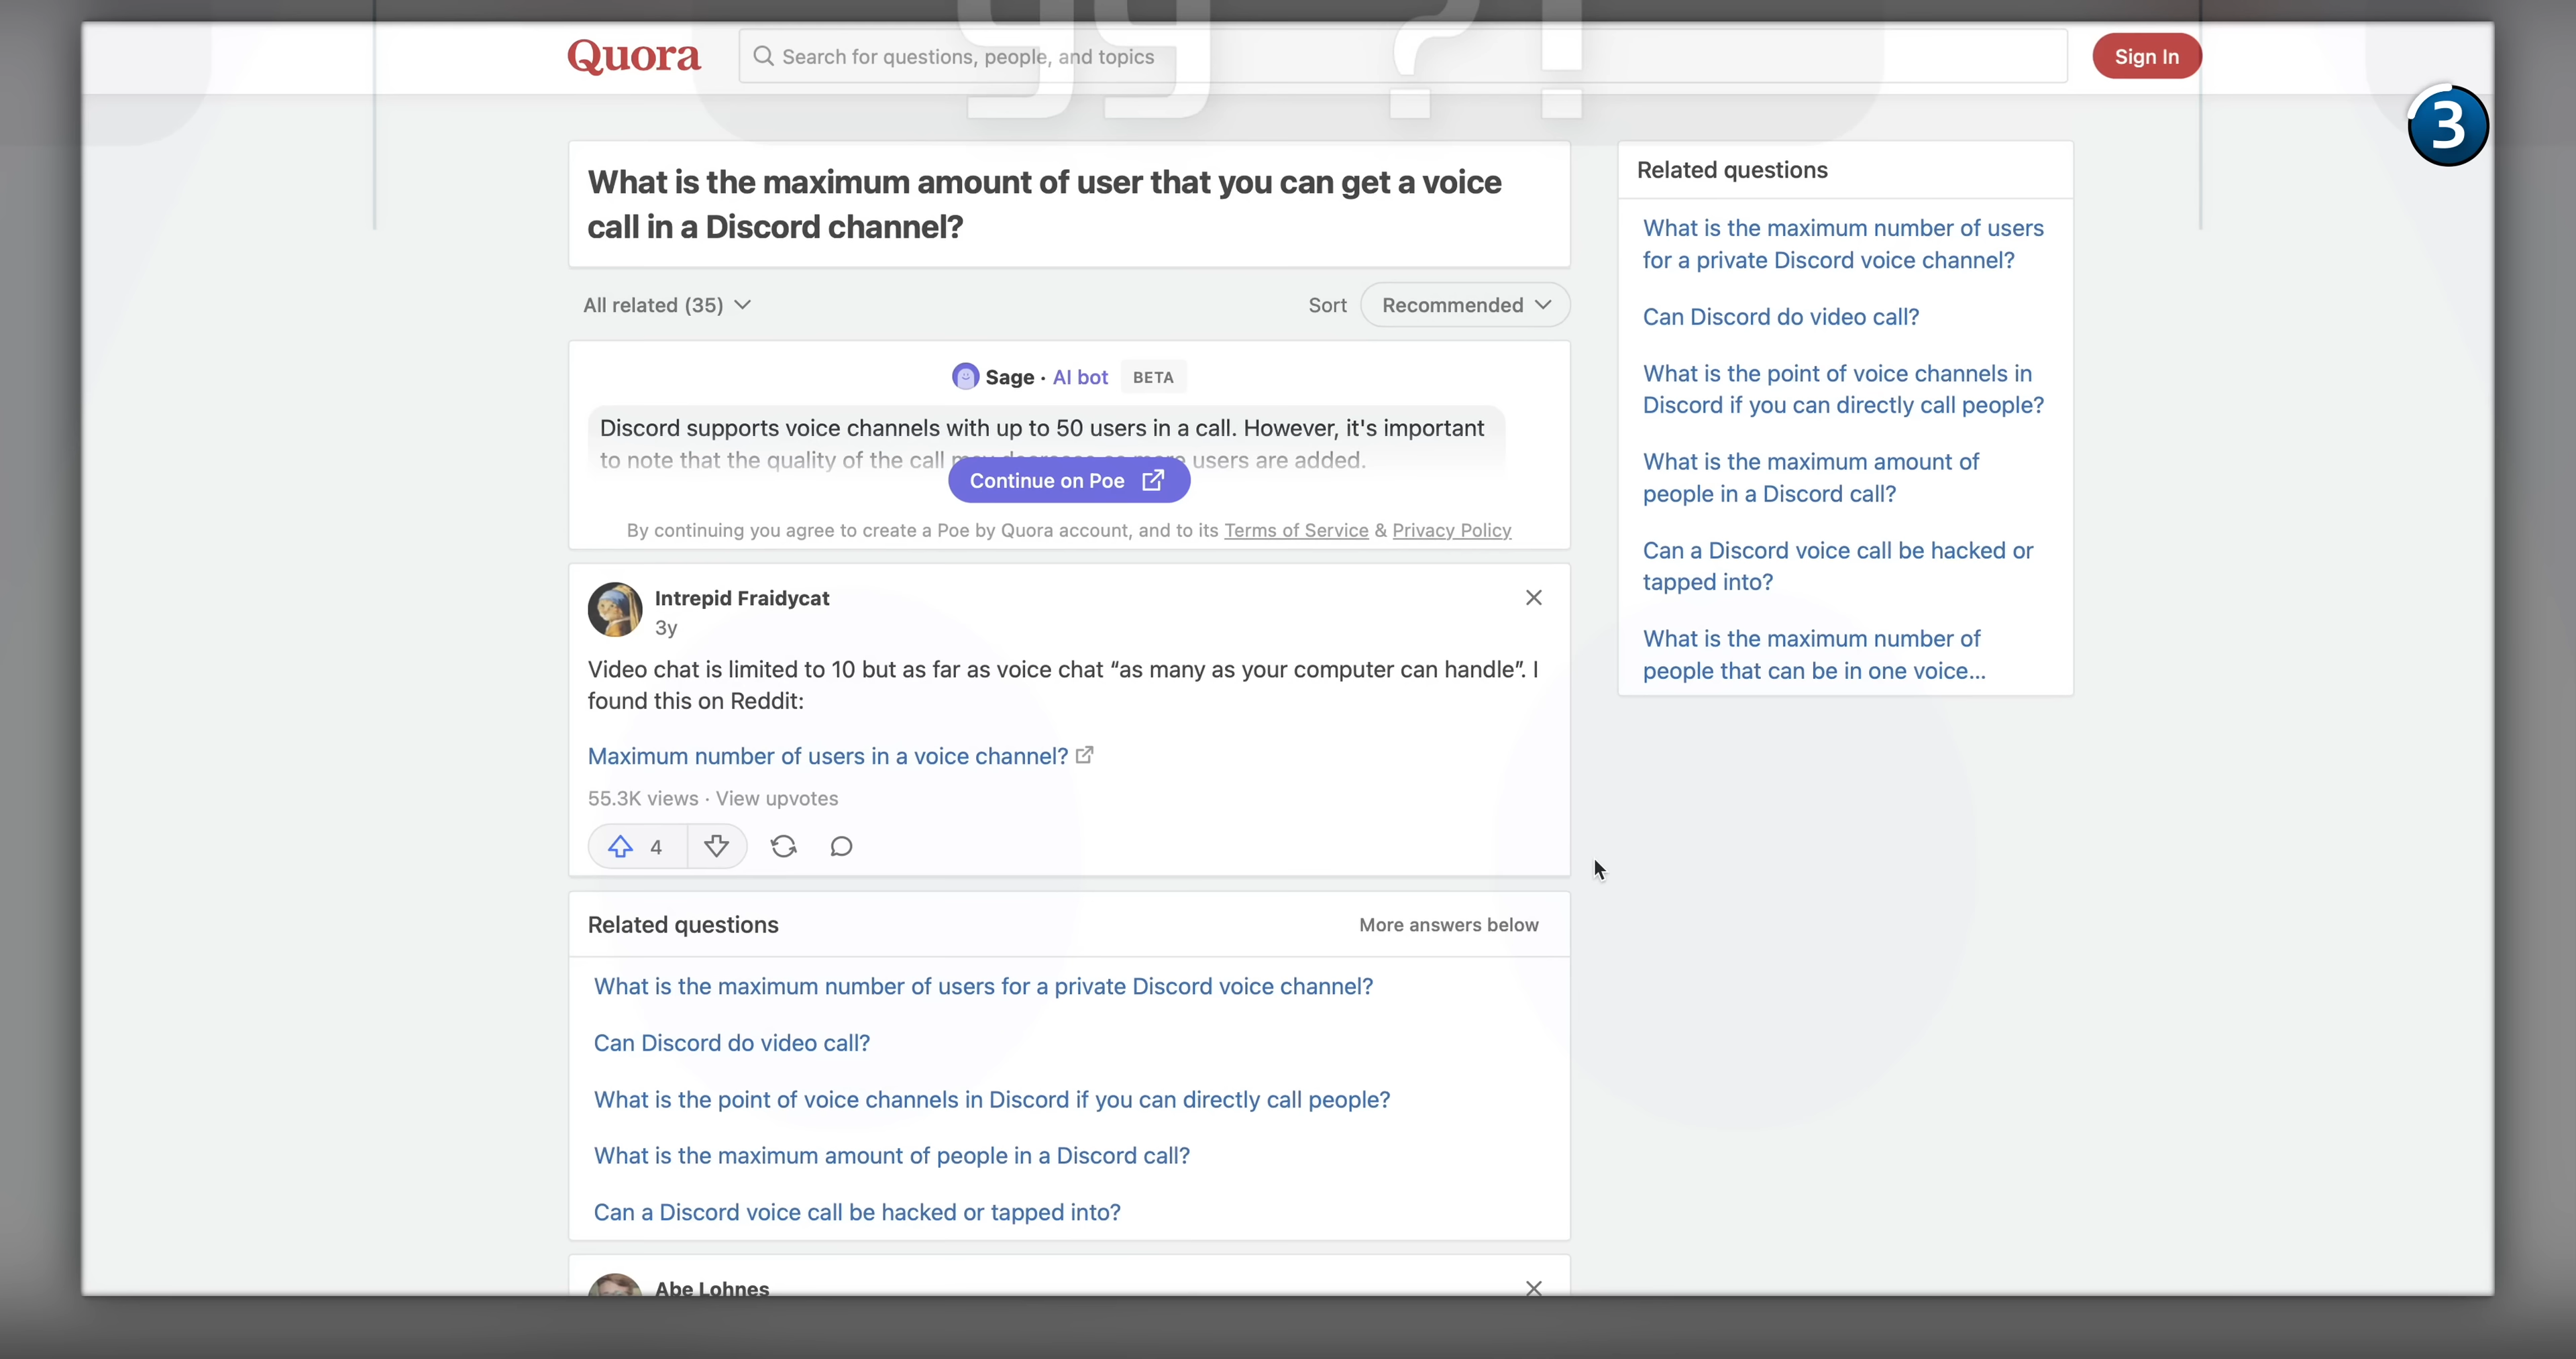 Quora
Search for questions, people, and topics
Sign In
3
What is the maximum amount of user that you can get a voice
call in a Discord channel?
All related (35)
Sort
Recommended
Sage · AI bot
BETA
Discord supports voice channels with up to 50 users in a call. However, it's important
to note that the quality of the call may decrease as more users are added.
Continue on Poe
By continuing you agree to create a Poe by Quora account, and to its Terms of Service & Privacy Policy
Intrepid Fraidycat
3y
Video chat is limited to 10 but as far as voice chat “as many as your computer can handle”. I
found this on Reddit:
Maximum number of users in a voice channel?
55.3K views · View upvotes
4
Related questions
More answers below
What is the maximum number of users for a private Discord voice channel?
Can Discord do video call?
What is the point of voice channels in Discord if you can directly call people?
What is the maximum amount of people in a Discord call?
Can a Discord voice call be hacked or tapped into?
Abe Lohnes
Related questions
What is the maximum number of users
for a private Discord voice channel?
Can Discord do video call?
What is the point of voice channels in
Discord if you can directly call people?
What is the maximum amount of
people in a Discord call?
Can a Discord voice call be hacked or
tapped into?
What is the maximum number of
people that can be in one voice...